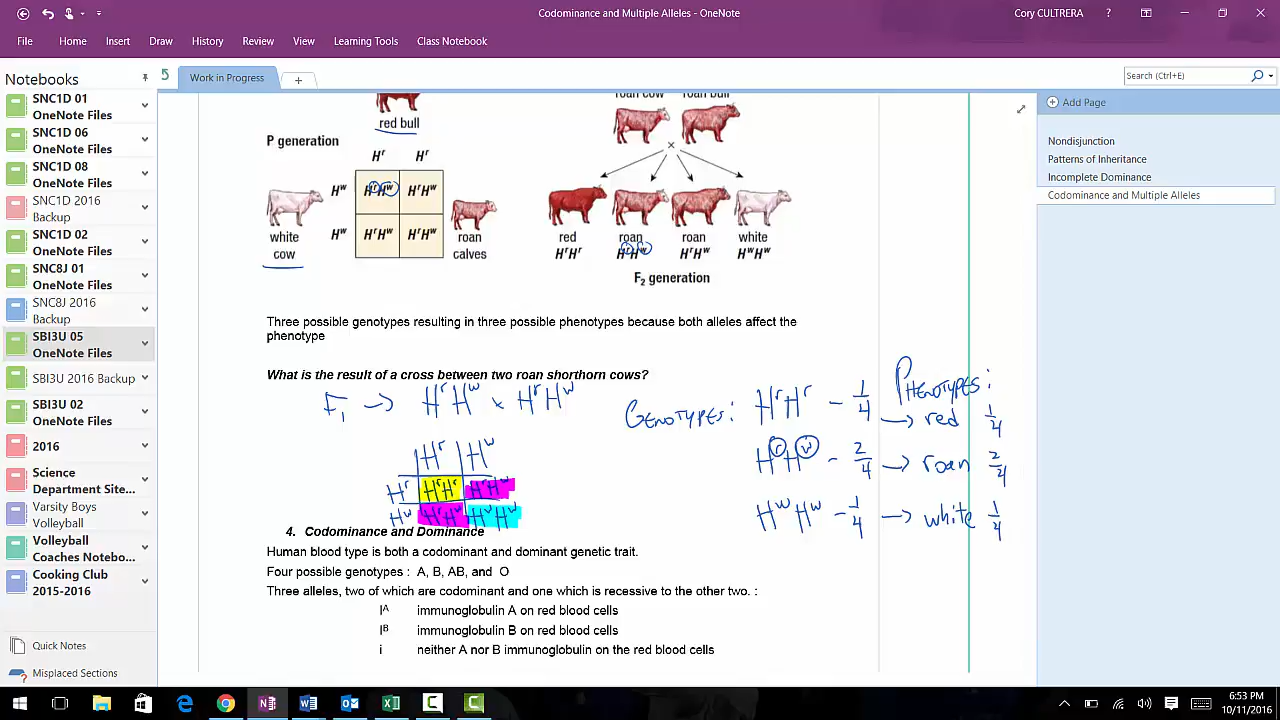 Codominance and Multiple Alleles - OneNote
Cory CULTRERA
?
File Home Insert Draw History Review View Learning Tools Class Notebook
Notebooks
Work in Progress
+
Search (Ctrl+E)
SNC1D 01
OneNote Files
SNC1D 06
OneNote Files
SNC1D 08
OneNote Files
SNC1D 2016
Backup
SNC1D 02
OneNote Files
SNC8J 01
OneNote Files
SNC8J 2016
Backup
SBI3U 05
OneNote Files
SBI3U 2016 Backup
SBI3U 02
OneNote Files
2016
Science
Department Site...
Varsity Boys
Volleyball
Volleyball
Coaches Notebo...
Cooking Club
2015-2016
Quick Notes
Misplaced Sections
red bull
P generation
Hʳ Hʳ
Hʷ HʳHʷ HʳHʷ
Hʷ HʳHʷ HʳHʷ
white
cow
roan
calves
roan cow roan bull
×
red roan roan white
HʳHʳ HʳHʷ HʳHʷ HʷHʷ
F₂ generation
Three possible genotypes resulting in three possible phenotypes because both alleles affect the
phenotype
What is the result of a cross between two roan shorthorn cows?
F₁ → HʳHʷ × HʳHʷ
Hʳ Hʷ
Hʳ HʳHʳ HʳHʷ
Hʷ HʳHʷ HʷHʷ
GENOTYPES: PHENOTYPES:
HʳHʳ - 1/4 → red 1/4
HʳHʷ - 2/4 → roan 2/4
HʷHʷ - 1/4 → white 1/4
4. Codominance and Dominance
Human blood type is both a codominant and dominant genetic trait.
Four possible genotypes : A, B, AB, and O
Three alleles, two of which are codominant and one which is recessive to the other two. :
Iᴬ immunoglobulin A on red blood cells
Iᴮ immunoglobulin B on red blood cells
i neither A nor B immunoglobulin on the red blood cells
Add Page
Nondisjunction
Patterns of Inheritance
Incomplete Dominance
Codominance and Multiple Alleles
6:53 PM
10/11/2016